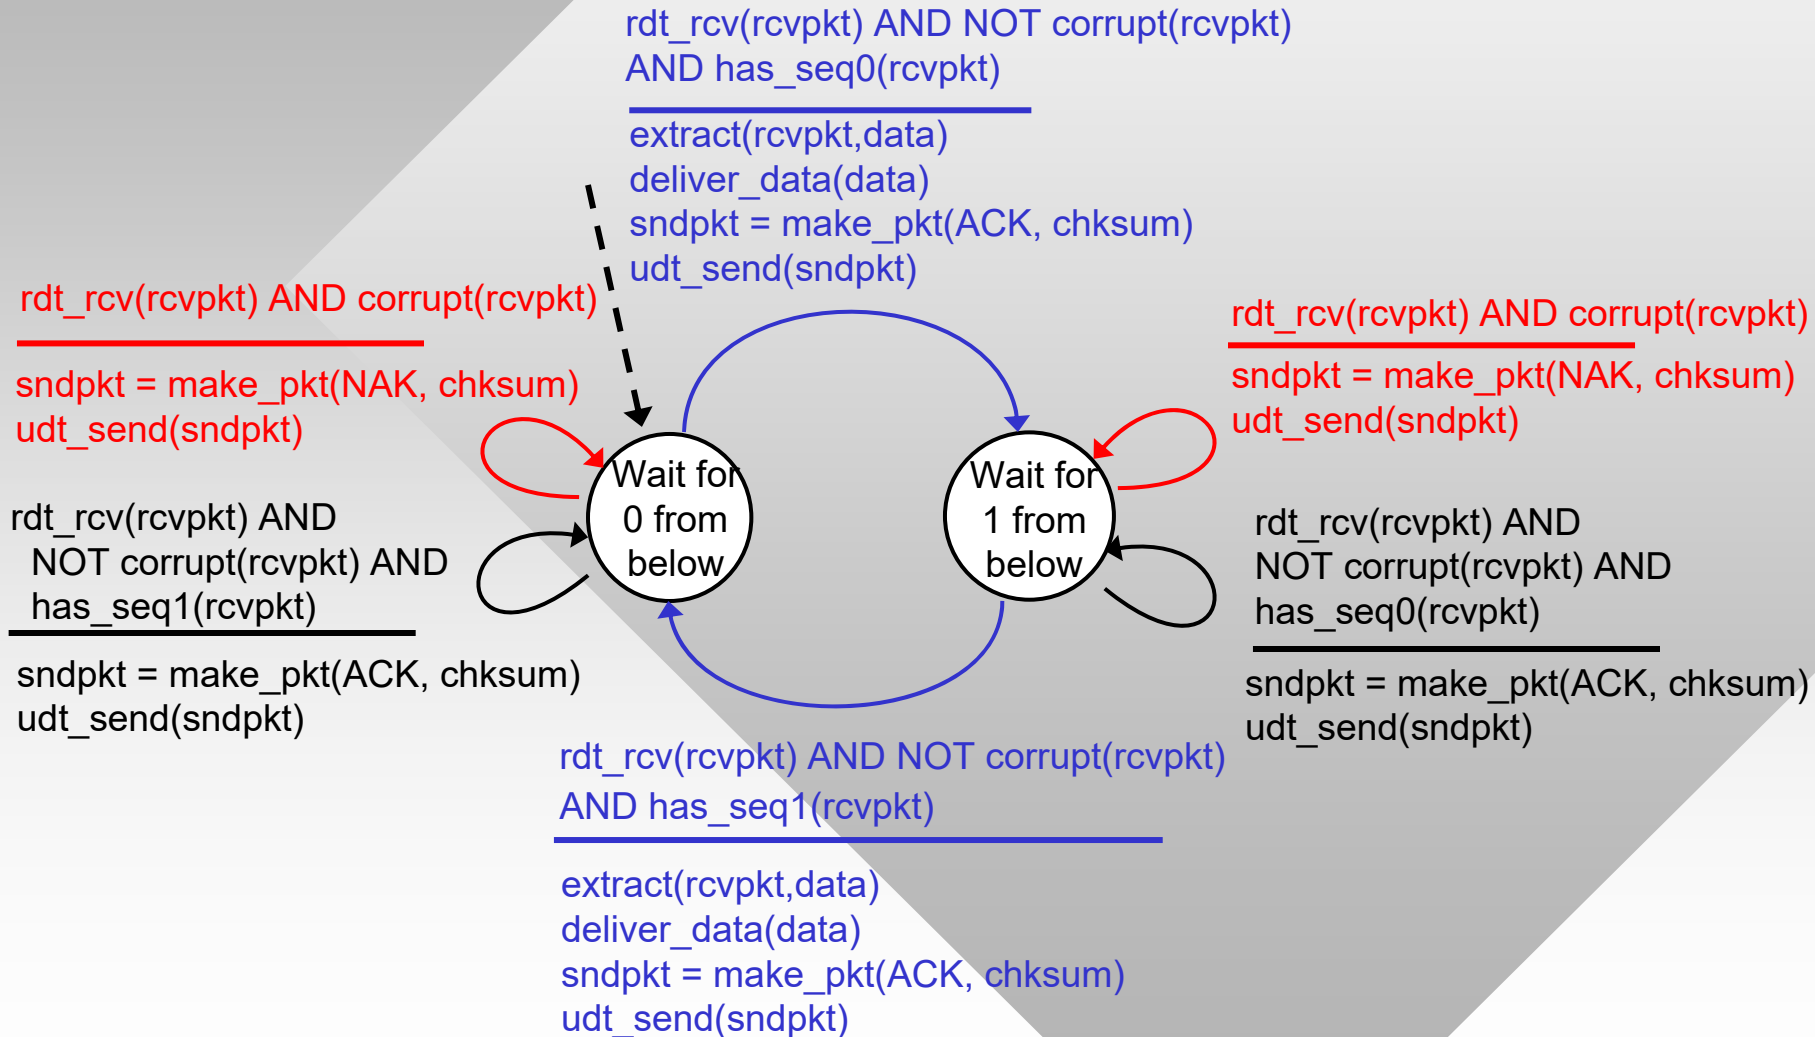 rdt_rcv(rcvpkt) AND NOT corrupt(rcvpkt)
AND has_seq0(rcvpkt)
extract(rcvpkt,data)
deliver_data(data)
sndpkt = make_pkt(ACK, chksum)
udt_send(sndpkt)
rdt_rcv(rcvpkt) AND corrupt(rcvpkt)
sndpkt = make_pkt(NAK, chksum)
udt_send(sndpkt)
rdt_rcv(rcvpkt) AND corrupt(rcvpkt)
sndpkt = make_pkt(NAK, chksum)
udt_send(sndpkt)
Wait for
0 from
below
Wait for
1 from
below
rdt_rcv(rcvpkt) AND
NOT corrupt(rcvpkt) AND
has_seq1(rcvpkt)
sndpkt = make_pkt(ACK, chksum)
udt_send(sndpkt)
rdt_rcv(rcvpkt) AND
NOT corrupt(rcvpkt) AND
has_seq0(rcvpkt)
sndpkt = make_pkt(ACK, chksum)
udt_send(sndpkt)
rdt_rcv(rcvpkt) AND NOT corrupt(rcvpkt)
AND has_seq1(rcvpkt)
extract(rcvpkt,data)
deliver_data(data)
sndpkt = make_pkt(ACK, chksum)
udt_send(sndpkt)